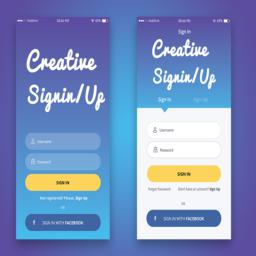 Creative
Signin/Up
Username
Password
SIGN IN
Not registered? Please, Sign Up
OR
f SIGN IN WITH FACEBOOK
Sign In
Creative
Signin/Up
Sign In Sign Up
Username
Password
SIGN IN
Forgot Password Don't have an account? Sign Up
OR
f SIGN IN WITH FACEBOOK